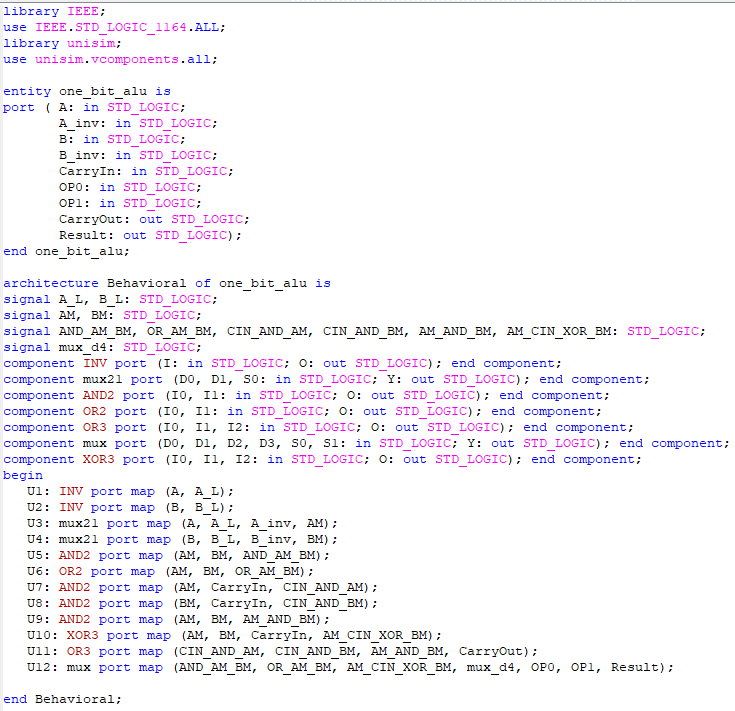 library IEEE;
use IEEE.STD_LOGIC_1164.ALL;
library unisim;
use unisim.vcomponents.all;
entity one_bit_alu is
port ( A: in STD_LOGIC;
A_inv: in STD_LOGIC;
B: in STD_LOGIC;
B_inv: in STD_LOGIC;
CarryIn: in STD_LOGIC;
OP0: in STD_LOGIC;
OP1: in STD_LOGIC;
CarryOut: out STD_LOGIC;
Result: out STD_LOGIC);
end one_bit_alu;
architecture Behavioral of one_bit_alu is
signal A_L, B_L: STD_LOGIC;
signal AM, BM: STD_LOGIC;
signal AND_AM_BM, OR_AM_BM, CIN_AND_AM, CIN_AND_BM, AM_AND_BM, AM_CIN_XOR_BM: STD_LOGIC;
signal mux_d4: STD_LOGIC;
component INV port (I: in STD_LOGIC; O: out STD_LOGIC); end component;
component mux21 port (D0, D1, S0: in STD_LOGIC; Y: out STD_LOGIC); end component;
component AND2 port (I0, I1: in STD_LOGIC; O: out STD_LOGIC); end component;
component OR2 port (I0, I1: in STD_LOGIC; O: out STD_LOGIC); end component;
component OR3 port (I0, I1, I2: in STD_LOGIC; O: out STD_LOGIC); end component;
component mux port (D0, D1, D2, D3, S0, S1: in STD_LOGIC; Y: out STD_LOGIC); end component;
component XOR3 port (I0, I1, I2: in STD_LOGIC; O: out STD_LOGIC); end component;
begin
U1: INV port map (A, A_L);
U2: INV port map (B, B_L);
U3: mux21 port map (A, A_L, A_inv, AM);
U4: mux21 port map (B, B_L, B_inv, BM);
U5: AND2 port map (AM, BM, AND_AM_BM);
U6: OR2 port map (AM, BM, OR_AM_BM);
U7: AND2 port map (AM, CarryIn, CIN_AND_AM);
U8: AND2 port map (BM, CarryIn, CIN_AND_BM);
U9: AND2 port map (AM, BM, AM_AND_BM);
U10: XOR3 port map (AM, BM, CarryIn, AM_CIN_XOR_BM);
U11: OR3 port map (CIN_AND_AM, CIN_AND_BM, AM_AND_BM, CarryOut);
U12: mux port map (AND_AM_BM, OR_AM_BM, AM_CIN_XOR_BM, mux_d4, OP0, OP1, Result);
end Behavioral;